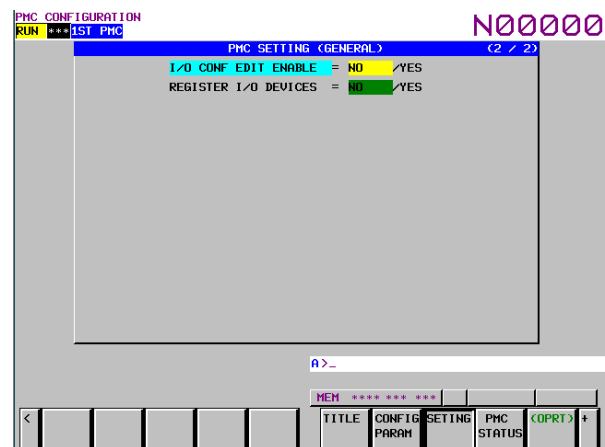 PMC CONFIGURATION
RUN *** 1ST PMC
N00000
PMC SETTING (GENERAL) (2 / 2)
I/O CONF EDIT ENABLE = NO /YES
REGISTER I/O DEVICES = NO /YES
A>_
MEM **** *** ***
< TITLE CONFIG PARAM SETING PMC STATUS (OPRT) +